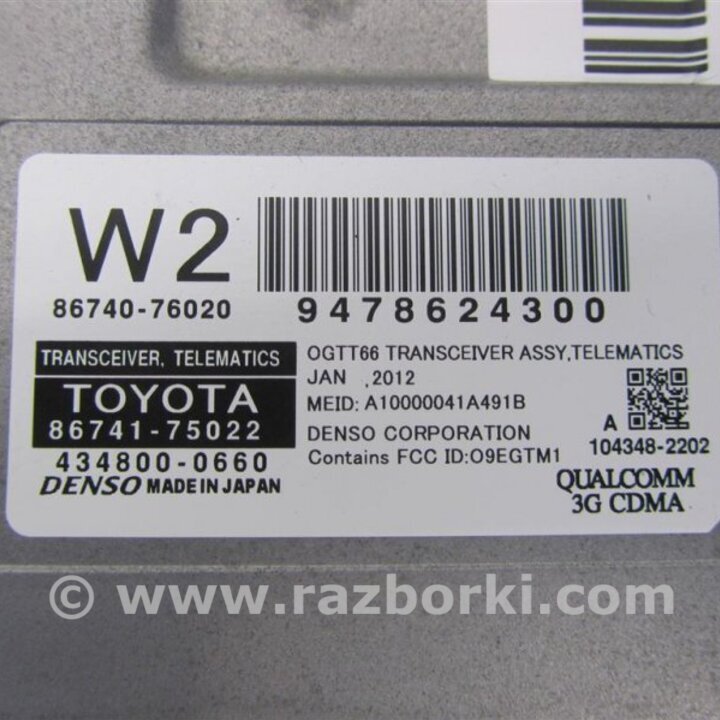 W2
86740-76020
9478624300
TRANSCEIVER, TELEMATICS
TOYOTA
86741-75022
434800-0660
DENSO MADE IN JAPAN
OGTT66 TRANSCEIVER ASSY,TELEMATICS
JAN ,2012
MEID: A10000041A491B
DENSO CORPORATION
Contains FCC ID:O9EGTM1
A
104348-2202
QUALCOMM
3G CDMA
© www.razborki.com